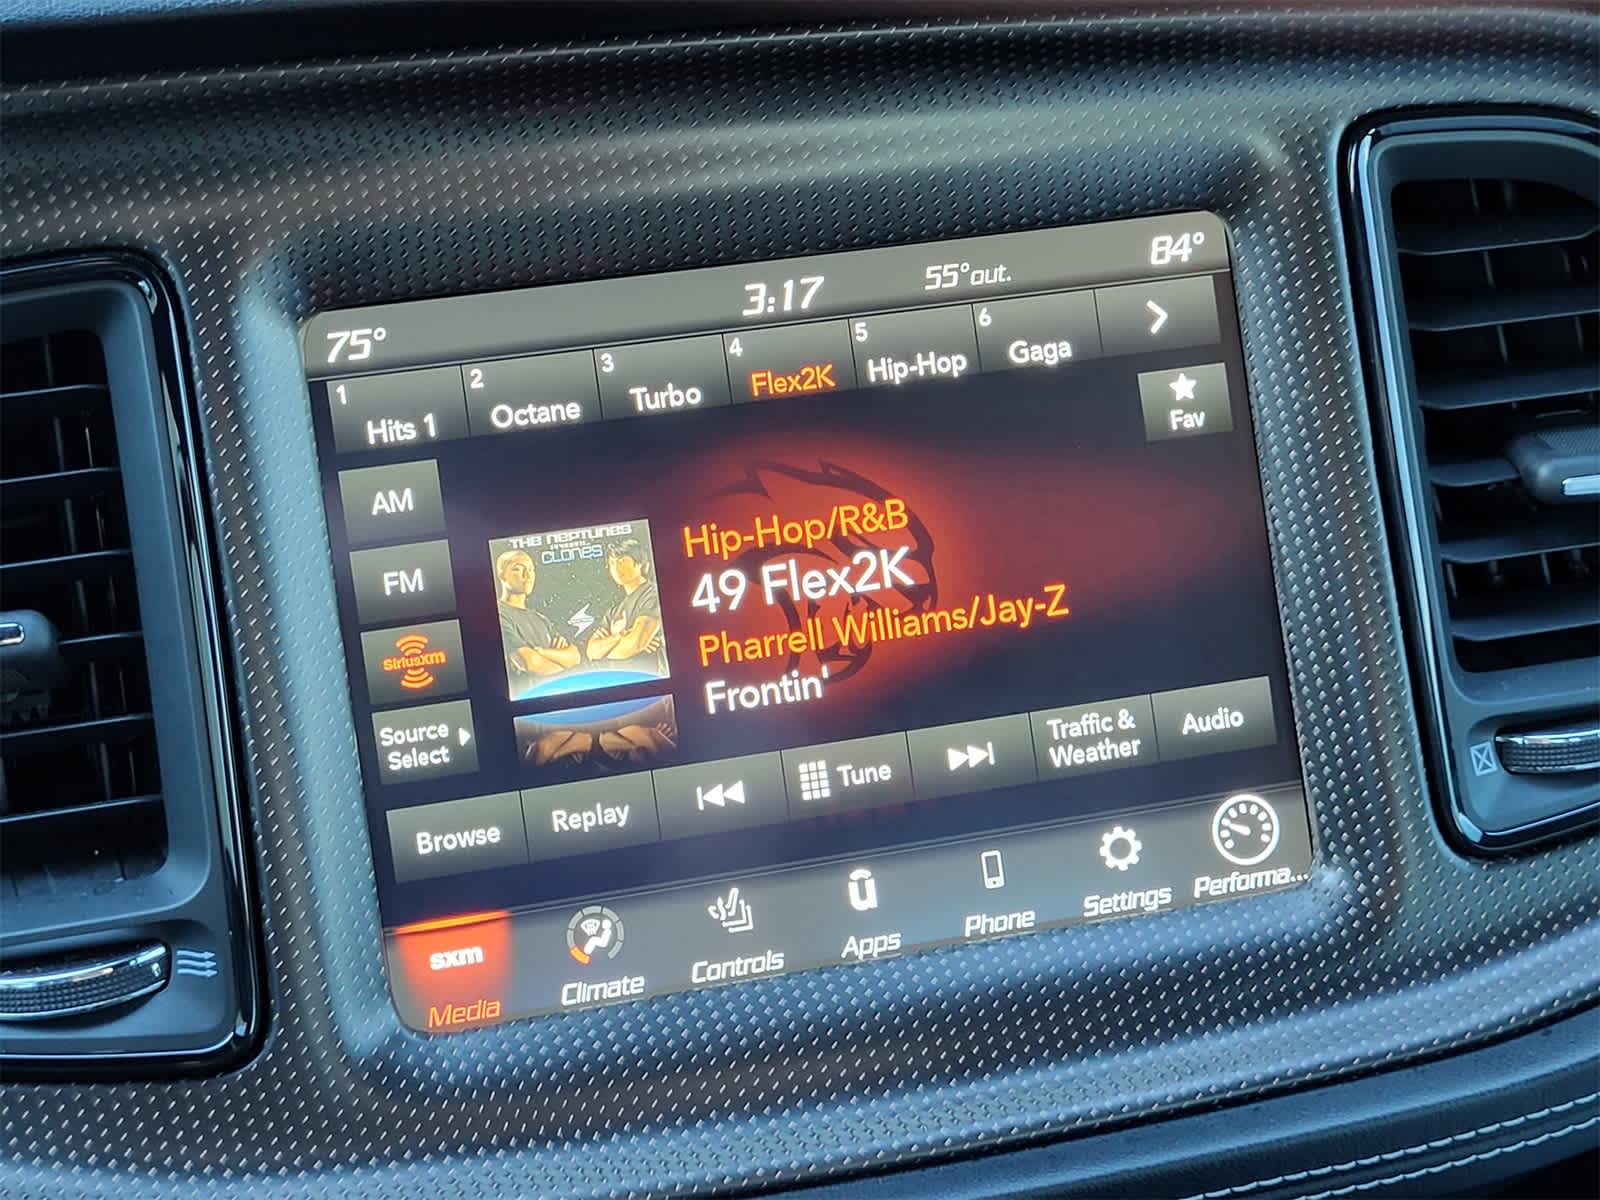 75°
3:17
55°out.
84°
1
Hits 1
2
Octane
3
Turbo
4
Flex2K
5
Hip-Hop
6
Gaga
Fav
AM
FM
SiriusXM
Source
Select
THE NEPTUNES
CLONES
Hip-Hop/R&B
49 Flex2K
Pharrell Williams/Jay-Z
Frontin'
Browse
Replay
Tune
Traffic &
Weather
Audio
sxm
Media
Climate
Controls
Apps
Phone
Settings
Performa...